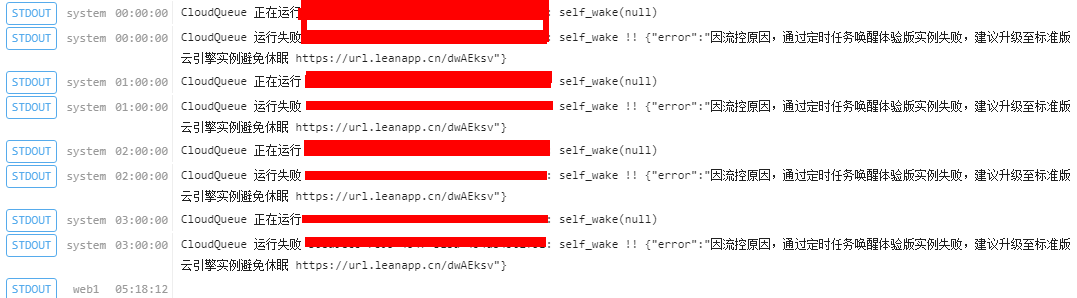 STDOUT system 00:00:00 CloudQueue 正在运行 : self_wake(null)
STDOUT system 00:00:00 CloudQueue 运行失败 : self_wake !! {"error":"因流控原因，通过定时任务唤醒体验版实例失败，建议升级至标准版
云引擎实例避免休眠 https://url.leanapp.cn/dwAEksv"}
STDOUT system 01:00:00 CloudQueue 正在运行 self_wake(null)
STDOUT system 01:00:00 CloudQueue 运行失败 self_wake !! {"error":"因流控原因，通过定时任务唤醒体验版实例失败，建议升级至标准版
云引擎实例避免休眠 https://url.leanapp.cn/dwAEksv"}
STDOUT system 02:00:00 CloudQueue 正在运行 self_wake(null)
STDOUT system 02:00:00 CloudQueue 运行失败 : self_wake !! {"error":"因流控原因，通过定时任务唤醒体验版实例失败，建议升级至标准版
云引擎实例避免休眠 https://url.leanapp.cn/dwAEksv"}
STDOUT system 03:00:00 CloudQueue 正在运行 : self_wake(null)
STDOUT system 03:00:00 CloudQueue 运行失败 : self_wake !! {"error":"因流控原因，通过定时任务唤醒体验版实例失败，建议升级至标准版
云引擎实例避免休眠 https://url.leanapp.cn/dwAEksv"}
STDOUT web1 05:18:12